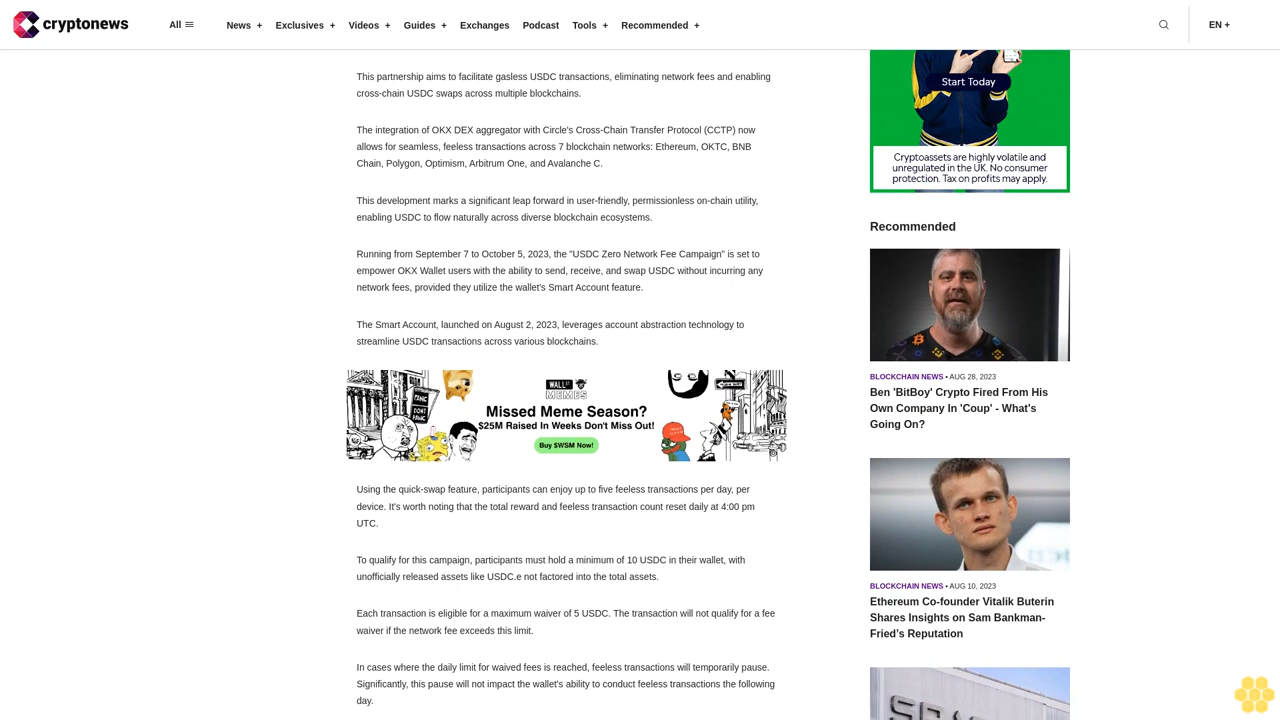 cryptonews
All
News +
Exclusives +
Videos +
Guides +
Exchanges
Podcast
Tools +
Recommended +
EN +
This partnership aims to facilitate gasless USDC transactions, eliminating network fees and enabling
cross-chain USDC swaps across multiple blockchains.
The integration of OKX DEX aggregator with Circle's Cross-Chain Transfer Protocol (CCTP) now
allows for seamless, feeless transactions across 7 blockchain networks: Ethereum, OKTC, BNB
Chain, Polygon, Optimism, Arbitrum One, and Avalanche C.
This development marks a significant leap forward in user-friendly, permissionless on-chain utility,
enabling USDC to flow naturally across diverse blockchain ecosystems.
Running from September 7 to October 5, 2023, the "USDC Zero Network Fee Campaign" is set to
empower OKX Wallet users with the ability to send, receive, and swap USDC without incurring any
network fees, provided they utilize the wallet's Smart Account feature.
The Smart Account, launched on August 2, 2023, leverages account abstraction technology to
streamline USDC transactions across various blockchains.
PANIC
DON'T
PANIC
WALL ST
MEMES
Missed Meme Season?
$25M Raised In Weeks Don't Miss Out!
Buy $WSM Now!
Using the quick-swap feature, participants can enjoy up to five feeless transactions per day, per
device. It's worth noting that the total reward and feeless transaction count reset daily at 4:00 pm
UTC.
To qualify for this campaign, participants must hold a minimum of 10 USDC in their wallet, with
unofficially released assets like USDC.e not factored into the total assets.
Each transaction is eligible for a maximum waiver of 5 USDC. The transaction will not qualify for a fee
waiver if the network fee exceeds this limit.
In cases where the daily limit for waived fees is reached, feeless transactions will temporarily pause.
Significantly, this pause will not impact the wallet's ability to conduct feeless transactions the following
day.
Start Today
Cryptoassets are highly volatile and
unregulated in the UK. No consumer
protection. Tax on profits may apply.
Recommended
BLOCKCHAIN NEWS • AUG 28, 2023
Ben 'BitBoy' Crypto Fired From His
Own Company In 'Coup' - What's
Going On?
BLOCKCHAIN NEWS • AUG 10, 2023
Ethereum Co-founder Vitalik Buterin
Shares Insights on Sam Bankman-
Fried's Reputation